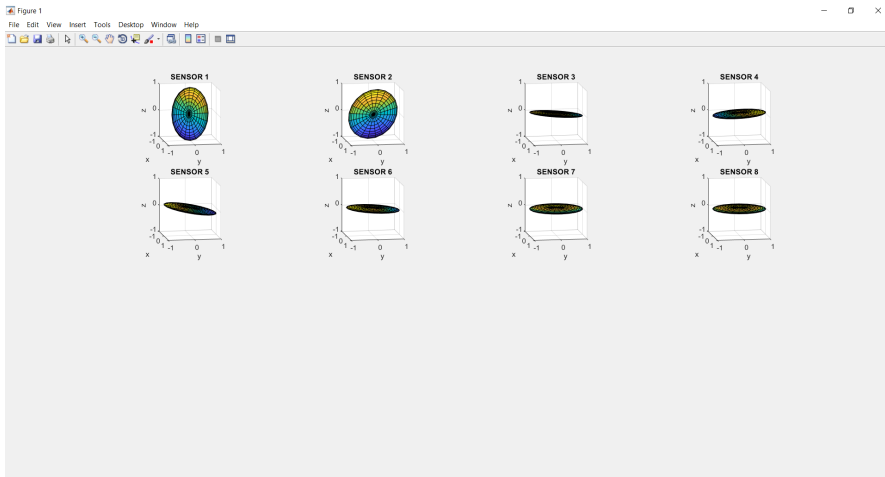 Figure 1
File Edit View Insert Tools Desktop Window Help
SENSOR 1
1
0
-1
z
-1
0
1
x
-1 0 1
y
SENSOR 2
1
0
-1
z
-1
0
1
x
-1 0 1
y
SENSOR 3
1
0
-1
z
-1
0
1
x
-1 0 1
y
SENSOR 4
1
0
-1
z
-1
0
1
x
-1 0 1
y
SENSOR 5
1
0
-1
z
-1
0
1
x
-1 0 1
y
SENSOR 6
1
0
-1
z
-1
0
1
x
-1 0 1
y
SENSOR 7
1
0
-1
z
-1
0
1
x
-1 0 1
y
SENSOR 8
1
0
-1
z
-1
0
1
x
-1 0 1
y